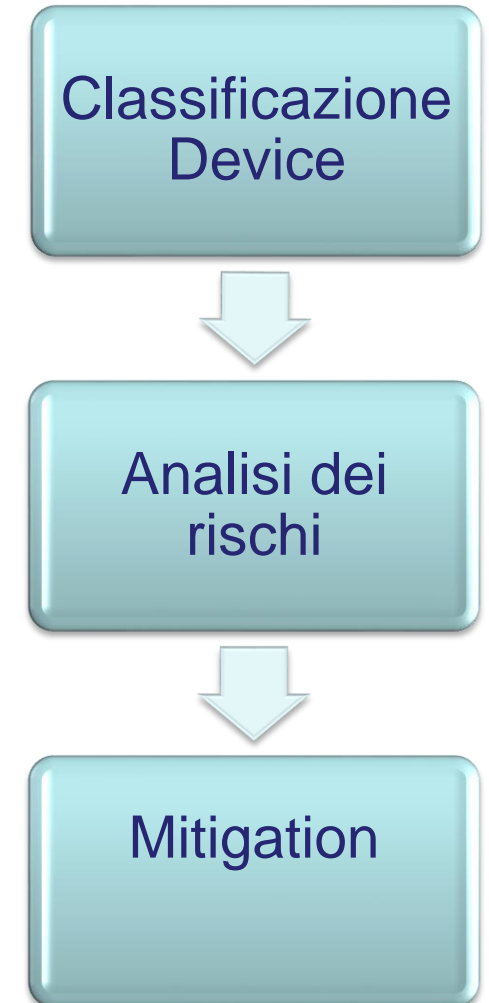 Classificazione
Device
Analisi dei
rischi
Mitigation